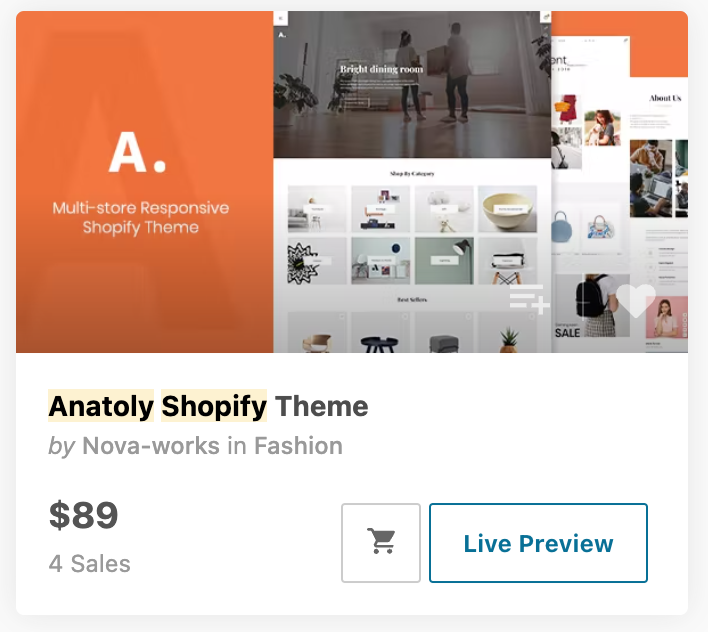 A.
Multi-store Responsive
Shopify Theme
A.
Bright dining room
Shop By Category
Best Sellers
About Us
SALE
Anatoly Shopify Theme
by Nova-works in Fashion
$89
4 Sales
Live Preview